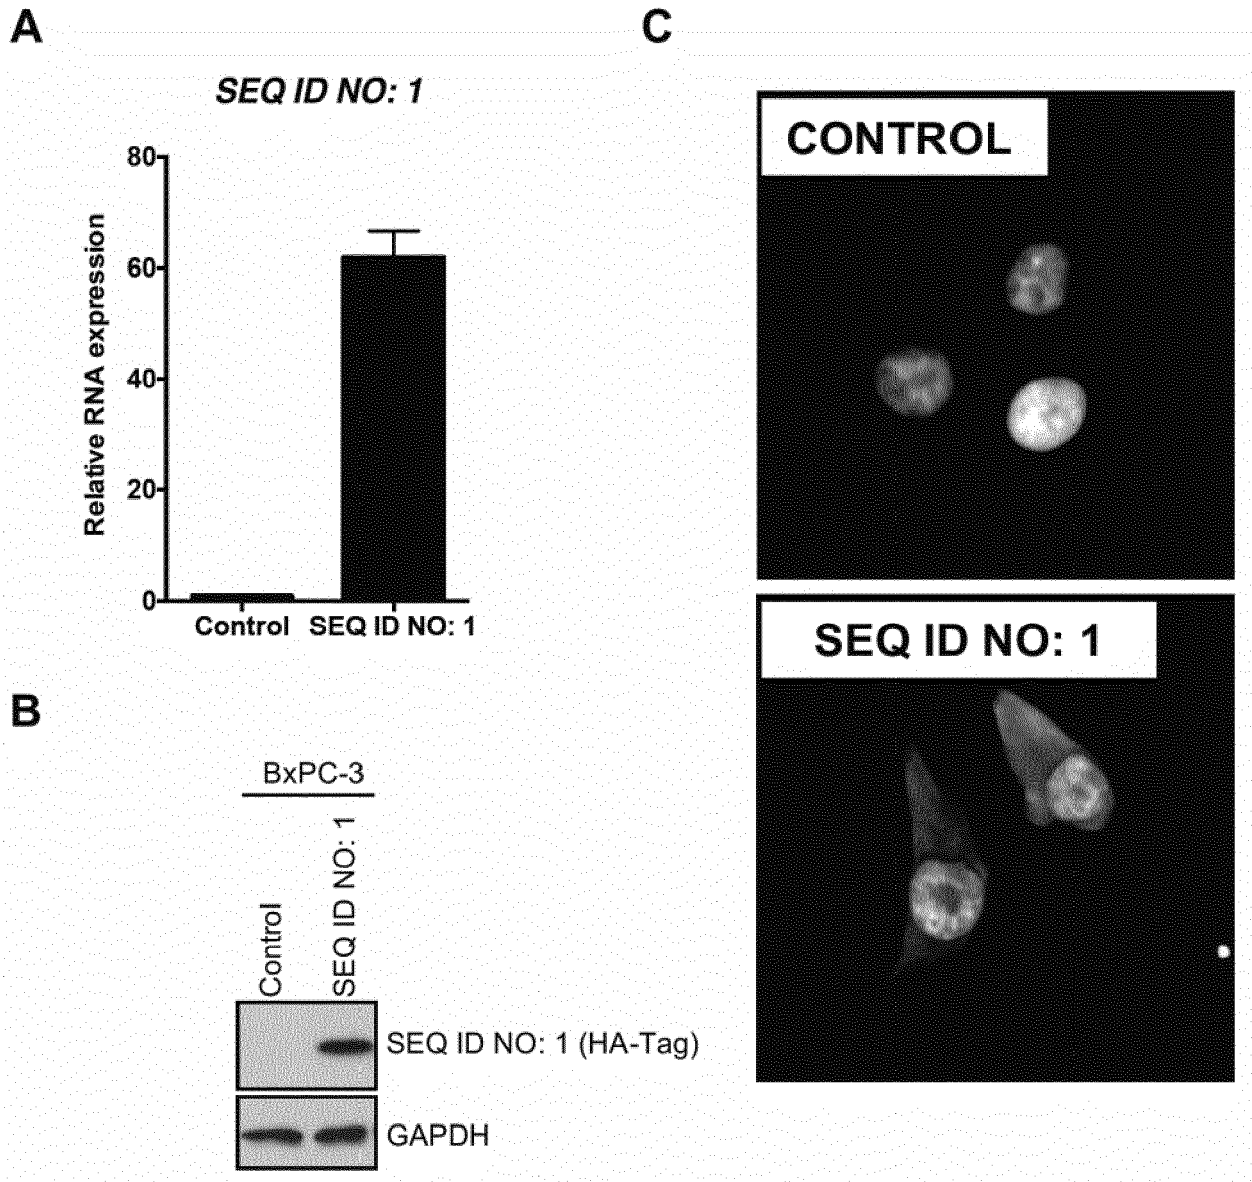 A
SEQ ID NO: 1
Relative RNA expression
80
60
40
20
0
Control SEQ ID NO: 1
B
BxPC-3
Control
SEQ ID NO: 1
SEQ ID NO: 1 (HA-Tag)
GAPDH
C
CONTROL
SEQ ID NO: 1